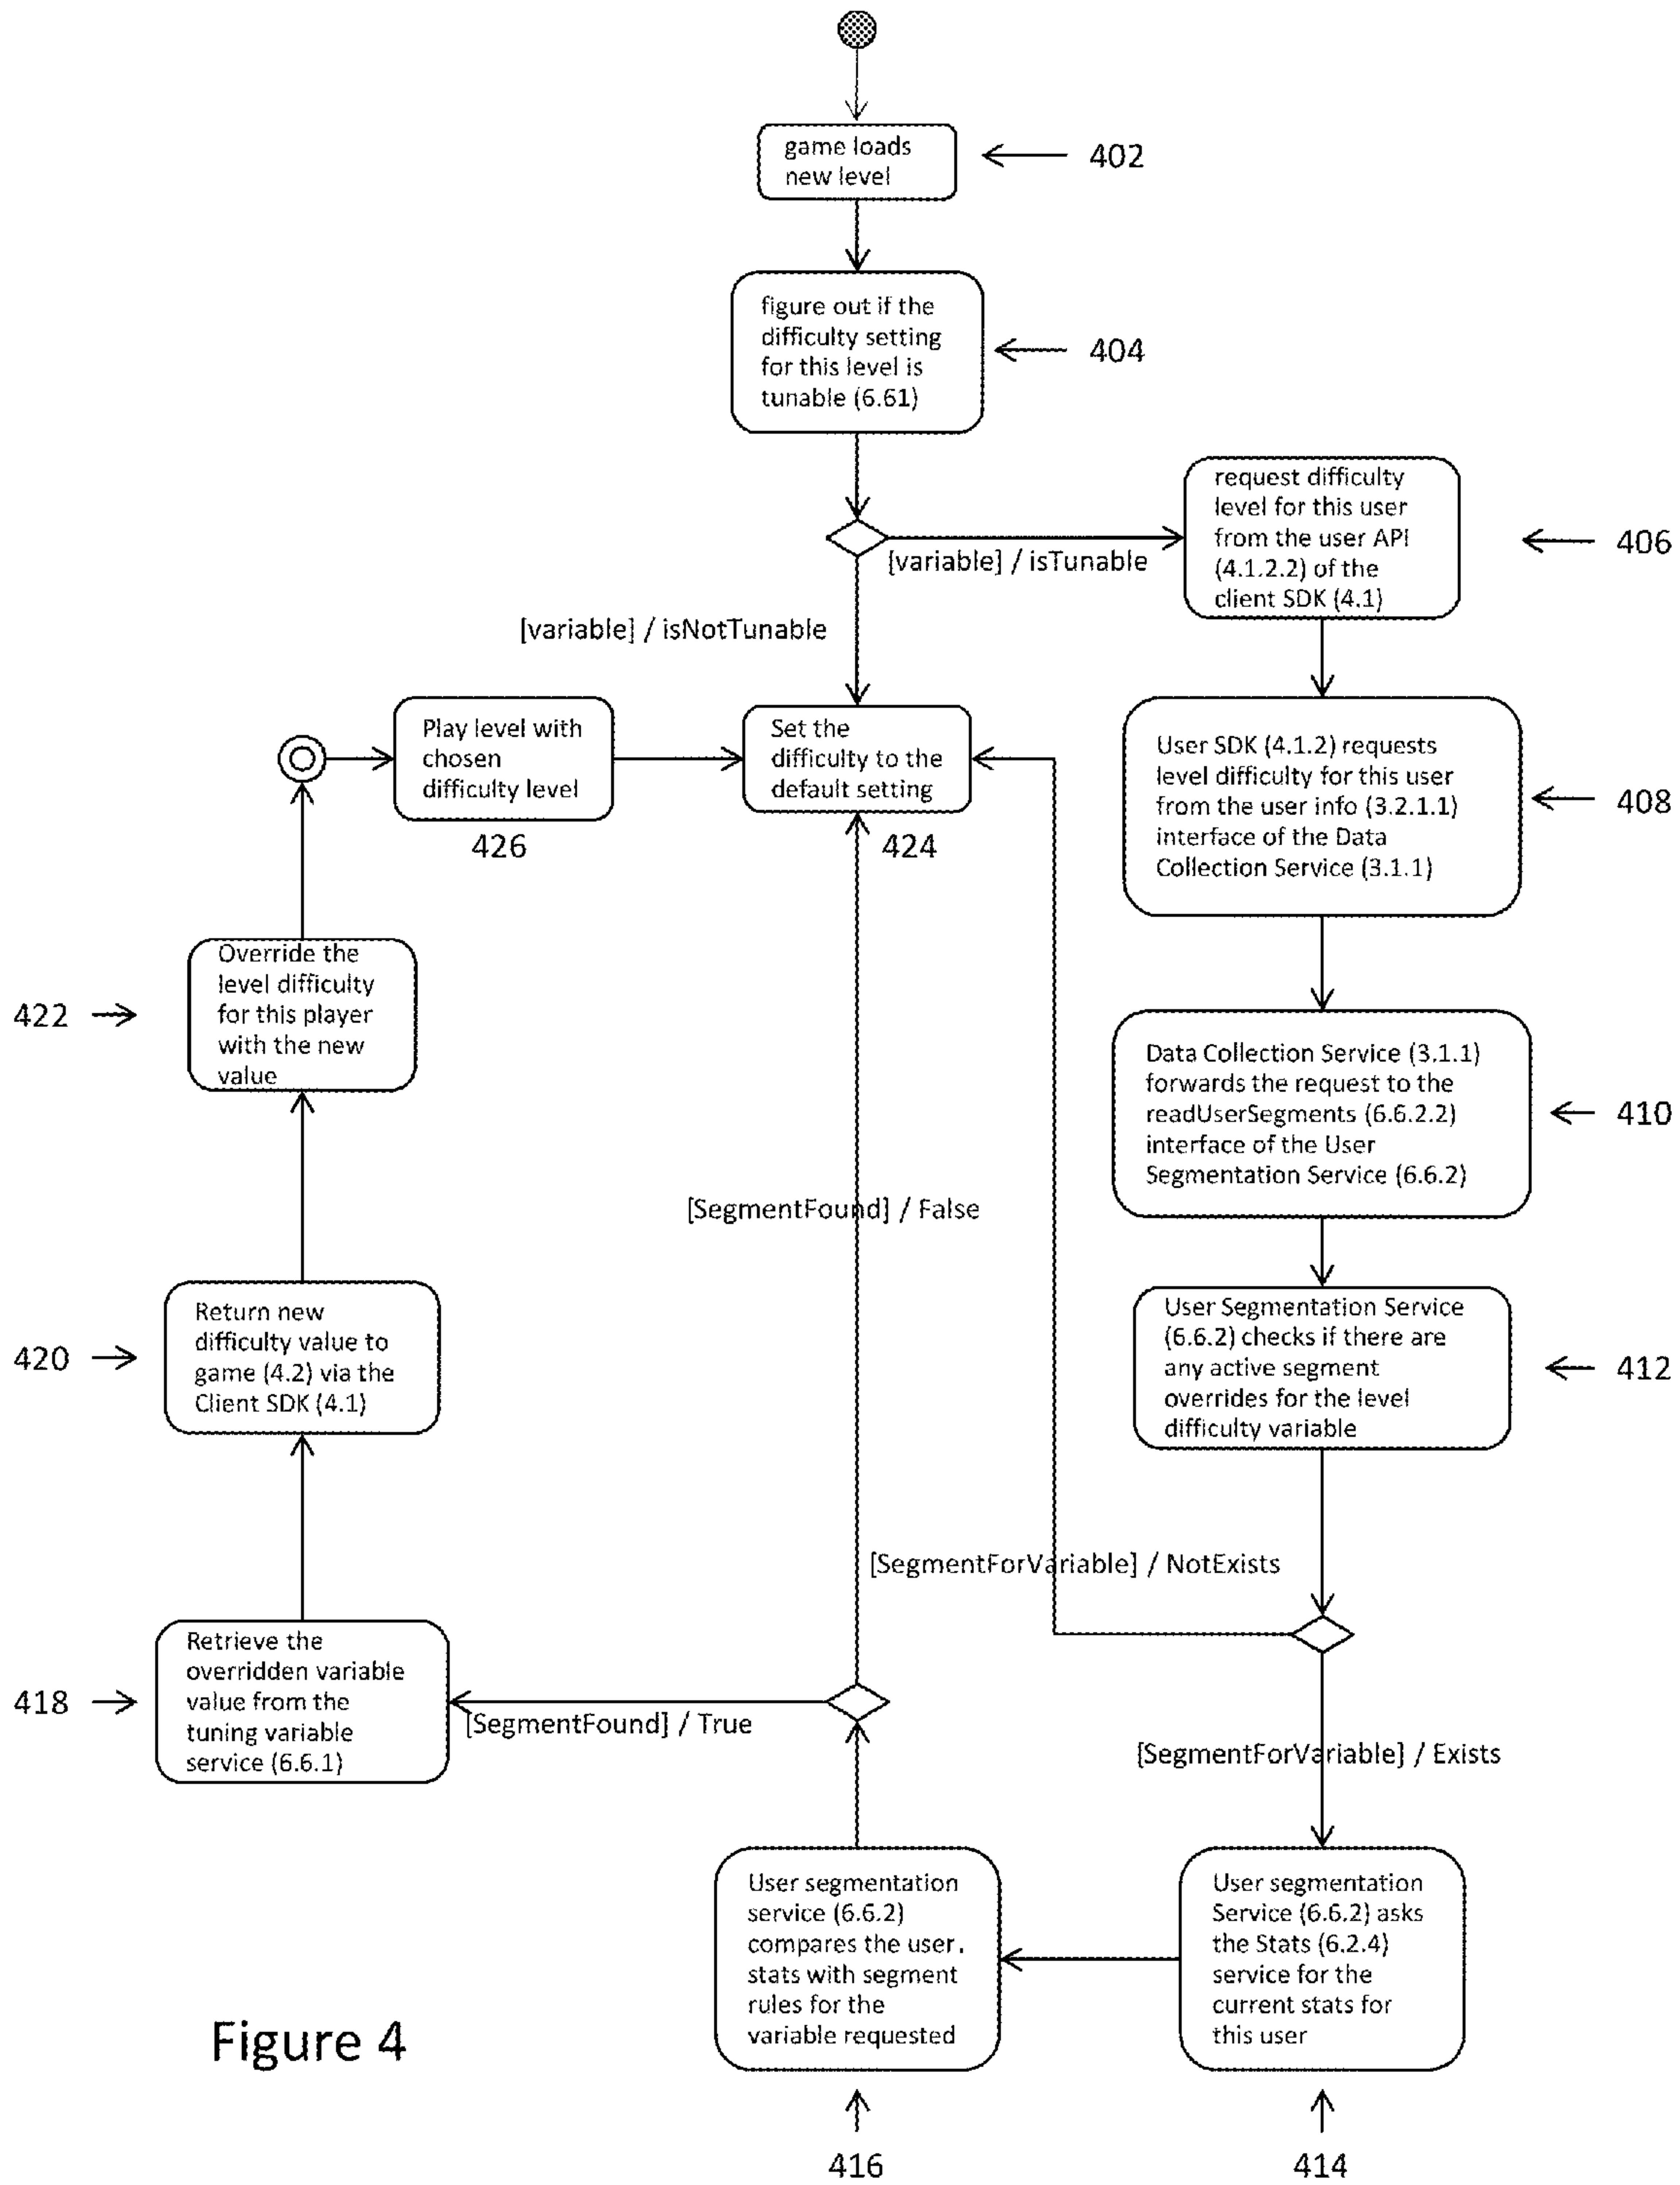 game loads
new level
402
figure out if the
difficulty setting
for this level is
tunable (6.61)
404
[variable] / isTunable
request difficulty
level for this user
from the user API
(4.1.2.2) of the
client SDK (4.1)
406
[variable] / isNotTunable
Play level with
chosen
difficulty level
426
Set the
difficulty to the
default setting
424
User SDK (4.1.2) requests
level difficulty for this user
from the user info (3.2.1.1)
interface of the Data
Collection Service (3.1.1)
408
Override the
level difficulty
for this player
with the new
value
422
Data Collection Service (3.1.1)
forwards the request to the
readUserSegments (6.6.2.2)
interface of the User
Segmentation Service (6.6.2)
410
[SegmentFound] / False
Return new
difficulty value to
game (4.2) via the
Client SDK (4.1)
420
User Segmentation Service
(6.6.2) checks if there are
any active segment
overrides for the level
difficulty variable
412
[SegmentForVariable] / NotExists
Retrieve the
overridden variable
value from the
tuning variable
service (6.6.1)
418
[SegmentFound] / True
[SegmentForVariable] / Exists
User segmentation
service (6.6.2)
compares the user.
stats with segment
rules for the
variable requested
416
User segmentation
Service (6.6.2) asks
the Stats (6.2.4)
service for the
current stats for
this user
414
Figure 4